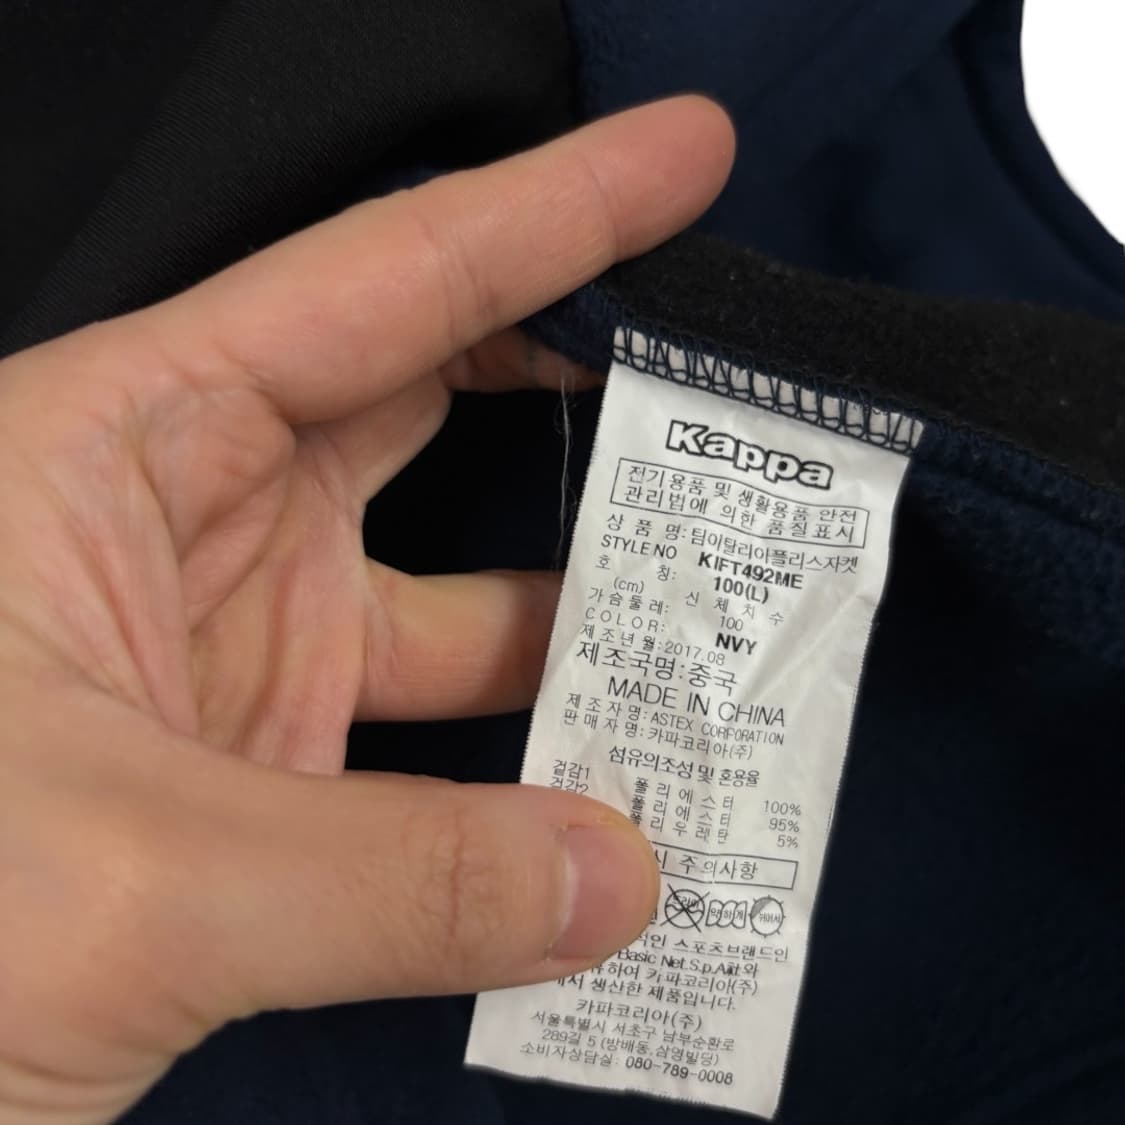 Kappa
전기용품 및 생활용품 안전
관리법에 의한 품질표시
상 품 명: 팀이탈리아플리스자켓
STYLE NO KIFT492ME
호 칭: 100(L)
(cm) 신 체 치 수
가슴둘레: 100
COLOR: NVY
제조년월:2017.08
제조국명:중국
MADE IN CHINA
제 조 자 명: ASTEX CORPORATION
판 매 자 명: 카파코리아(주)
섬유의조성 및 혼용율
겉감1 폴 리 에 스 터 100%
겉감2 폴 리 에 스 터 95%
리 우 레 탄 5%
시 주의사항
드라이 약하게
인 스포츠브랜드인
Basic Net.S.p.A와
하여 카파코리아(주)
서 생산한 제품입니다.
카파코리아(주)
서울특별시 서초구 남부순환로
289길 5 (방배동,삼영빌딩)
소비자상담실: 080-789-0008